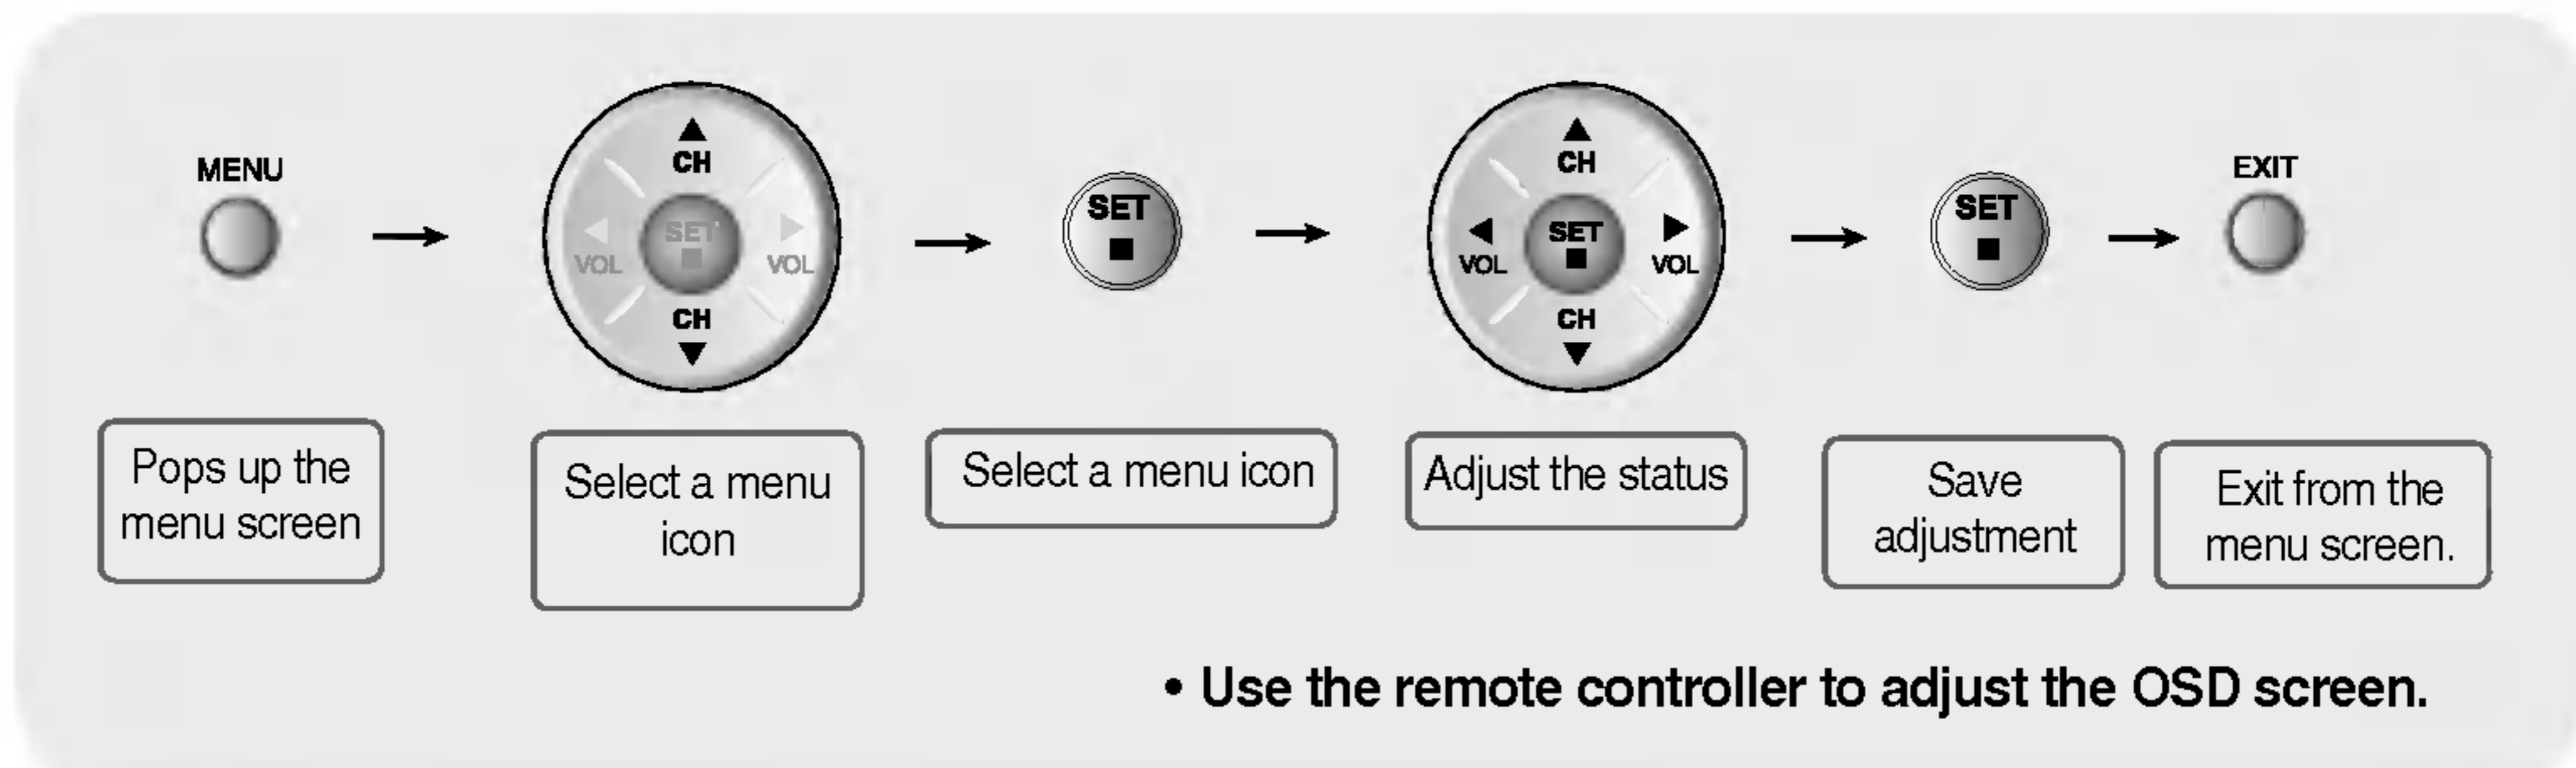 MENU
▲
CH
◀ SET ▶
VOL ■ VOL
CH
▼
SET
■
▲
CH
◀ SET ▶
VOL ■ VOL
CH
▼
SET
■
EXIT
Pops up the
menu screen
Select a menu
icon
Select a menu icon
Adjust the status
Save
adjustment
Exit from the
menu screen.
• Use the remote controller to adjust the OSD screen.